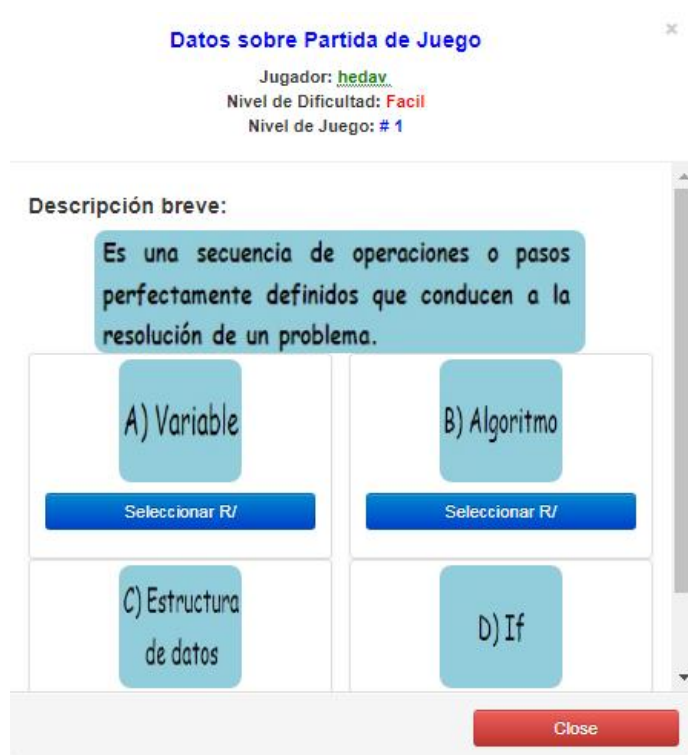 Datos sobre Partida de Juego
×
Jugador: hedav
Nivel de Dificultad: Facil
Nivel de Juego: # 1
Descripción breve:
Es una secuencia de operaciones o pasos
perfectamente definidos que conducen a la
resolución de un problema.
A) Variable
B) Algoritmo
Seleccionar R/
Seleccionar R/
C) Estructura
de datos
D) If
Close